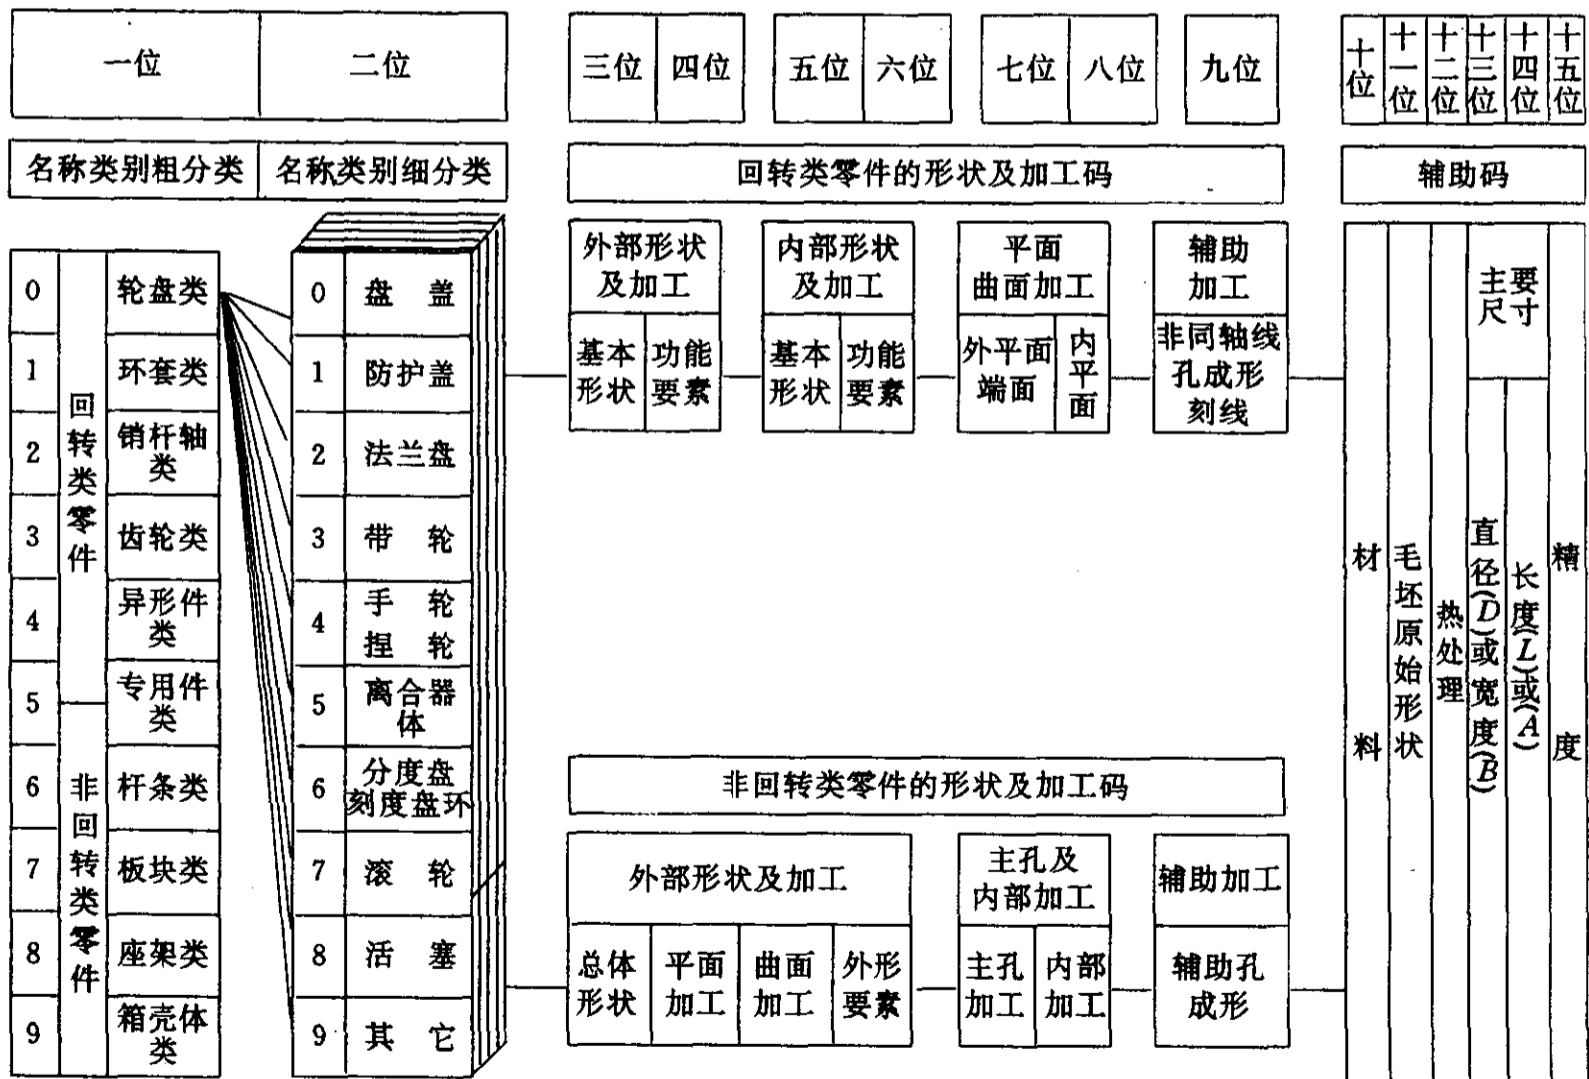 一位 二位 三位 四位 五位 六位 七位 八位 九位 十位 十一位 十二位 十三位 十四位 十五位
名称类别粗分类 名称类别细分类 回转类零件的形状及加工码 辅助码
回转类零件
非回转类零件
0 轮盘类
1 环套类
2 销杆轴
类
3 齿轮类
4 异形件
类
5 专用件
类
6 杆条类
7 板块类
8 座架类
9 箱壳体
类
0 盘 盖
1 防护盖
2 法兰盘
3 带 轮
4 手 轮
捏 轮
5 离合器
体
6 分度盘
刻度盘环
7 滚 轮
8 活 塞
9 其 它
外部形状
及加工
基本
形状
功能
要素
内部形状
及加工
基本
形状
功能
要素
平面
曲面加工
外平面
端面
内平面
辅助
加工
非同轴线
孔成形
刻线
非回转类零件的形状及加工码
外部形状及加工
总体
形状
平面
加工
曲面
加工
外形
要素
主孔及
内部加工
主孔
加工
内部
加工
辅助加工
辅助孔
成形
材料
毛坯原始形状
热处理
主要
尺寸
直径(D)或宽度(B)
长度(L)或(A)
精度